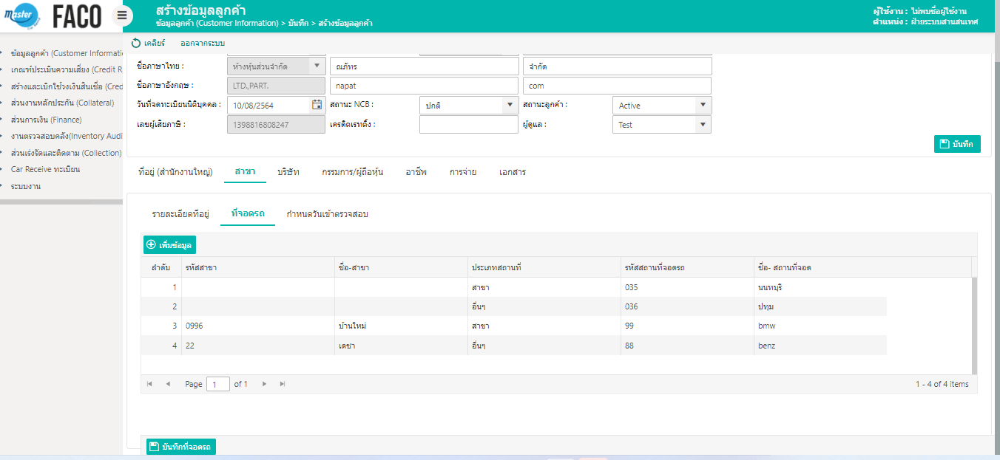 Master FACO
สร้างข้อมูลลูกค้า
ข้อมูลลูกค้า (Customer Information) > บันทึก > สร้างข้อมูลลูกค้า
ผู้ใช้งาน : ไม่พบชื่อผู้ใช้งาน
ตำแหน่ง : ฝ่ายระบบสานสนเทศ
เคลียร์ ออกจากระบบ
ข้อมูลลูกค้า (Customer Informati
เกณฑ์ประเมินความเสี่ยง (Credit R
สร้างและเบิกใช้วงเงินสินเชื่อ (Cred
ส่วนงานหลักประกัน (Collateral)
ส่วนการเงิน (Finance)
งานตรวจสอบคลัง(Inventory Audi
ส่วนเร่งรัดและติดตาม (Collection)
Car Receive ทะเบียน
ระบบงาน
ชื่อภาษาไทย : ห้างหุ้นส่วนจำกัด ณภัทร จำกัด
ชื่อภาษาอังกฤษ : LTD.,PART. napat com
วันที่จดทะเบียนนิติบุคคล : 10/08/2564 สถานะ NCB : ปกติ สถานะลูกค้า : Active
เลขผู้เสียภาษี : 1398816808247 เครดิตเรทติ้ง : ผู้ดูแล : Test
บันทึก
ที่อยู่ (สำนักงานใหญ่) สาขา บริษัท กรรมการ/ผู้ถือหุ้น อาชีพ การจ่าย เอกสาร
รายละเอียดที่อยู่ ที่จอดรถ กำหนดวันเข้าตรวจสอบ
เพิ่มข้อมูล
ลำดับ รหัสสาขา ชื่อ-สาขา ประเภทสถานที่ รหัสสถานที่จอดรถ ชื่อ- สถานที่จอด
1 สาขา 035 นนทบุรี
2 อื่นๆ 036 ปทุม
3 0996 บ้านใหม่ สาขา 99 bmw
4 22 เดชา อื่นๆ 88 benz
Page 1 of 1 1 - 4 of 4 items
บันทึกที่จอดรถ